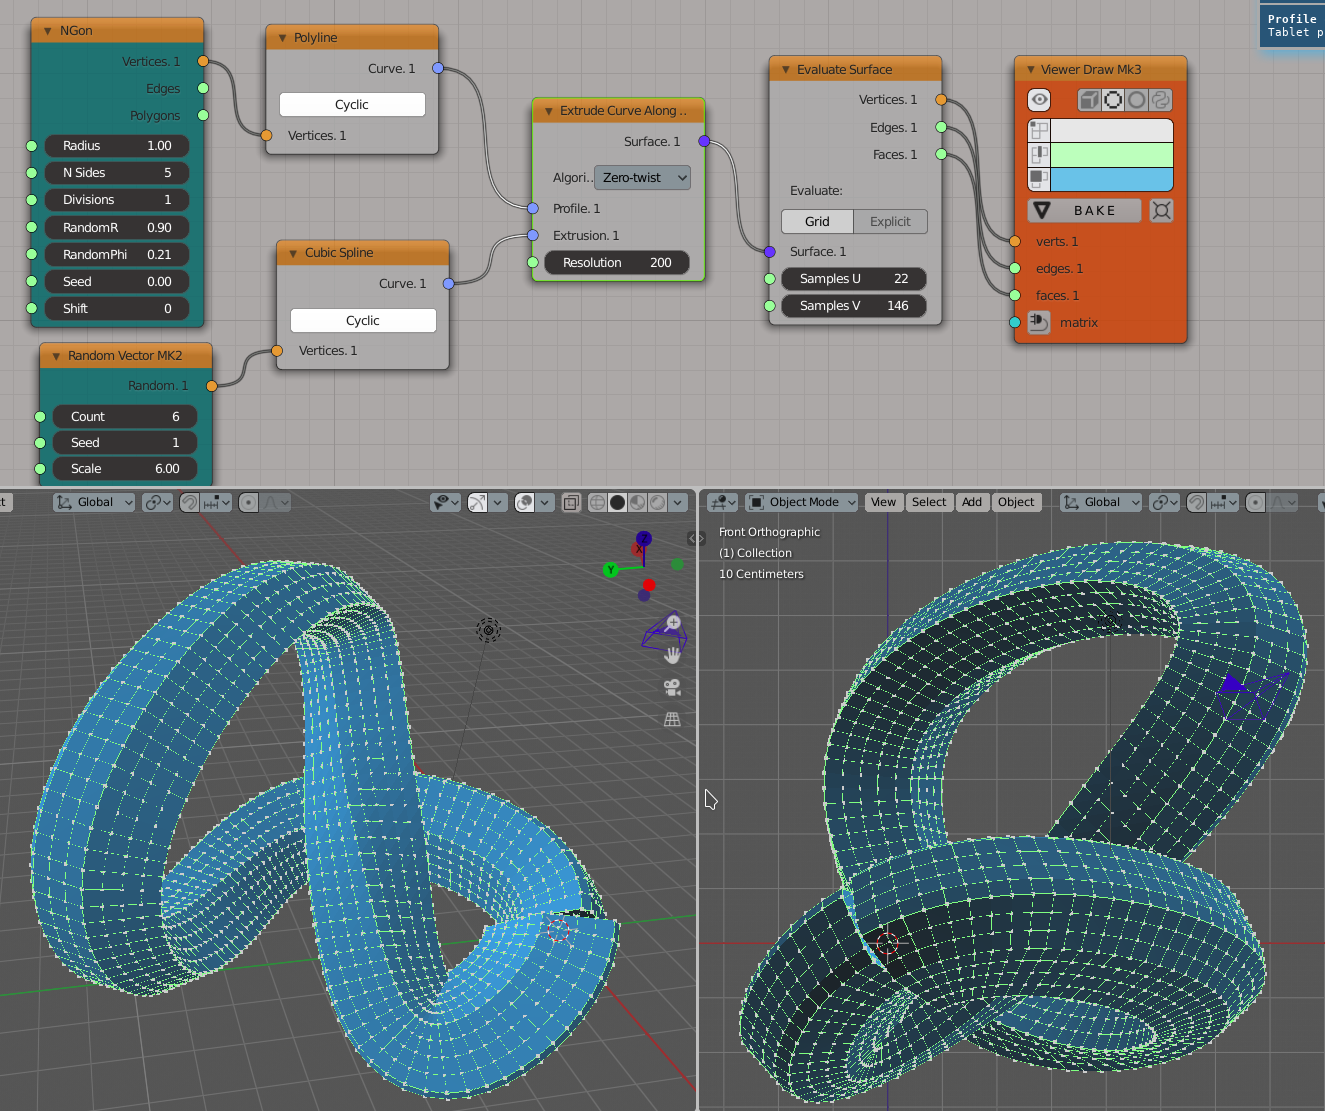 NGon
Vertices. 1
Edges
Polygons
Radius 1.00
N Sides 5
Divisions 1
RandomR 0.90
RandomPhi 0.21
Seed 0.00
Shift 0
Random Vector MK2
Random. 1
Count 6
Seed 1
Scale 6.00
Polyline
Curve. 1
Cyclic
Vertices. 1
Cubic Spline
Curve. 1
Cyclic
Vertices. 1
Extrude Curve Along ..
Surface. 1
Algori.. Zero-twist
Profile. 1
Extrusion. 1
Resolution 200
Evaluate Surface
Vertices. 1
Edges. 1
Faces. 1
Evaluate:
Grid Explicit
Surface. 1
Samples U 22
Samples V 146
Viewer Draw Mk3
BAKE
verts. 1
edges. 1
faces. 1
matrix
Profile
Tablet p
ct Global
X
Y
Z
Object Mode View Select Add Object Global
Front Orthographic
(1) Collection
10 Centimeters